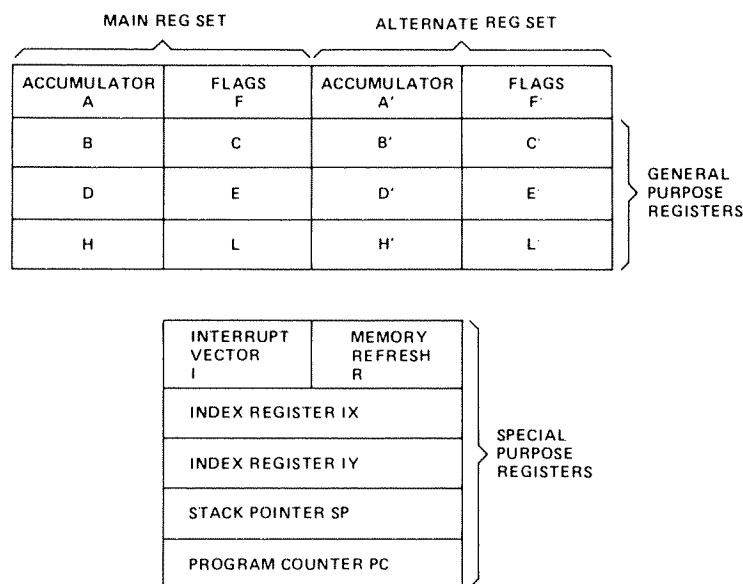 MAIN REG SET
ALTERNATE REG SET
ACCUMULATOR
A
FLAGS
F
ACCUMULATOR
A'
FLAGS
F'
B
C
B'
C'
D
E
D'
E'
H
L
H'
L'
GENERAL
PURPOSE
REGISTERS
INTERRUPT
VECTOR
I
MEMORY
REFRESH
R
INDEX REGISTER IX
INDEX REGISTER IY
STACK POINTER SP
PROGRAM COUNTER PC
SPECIAL
PURPOSE
REGISTERS